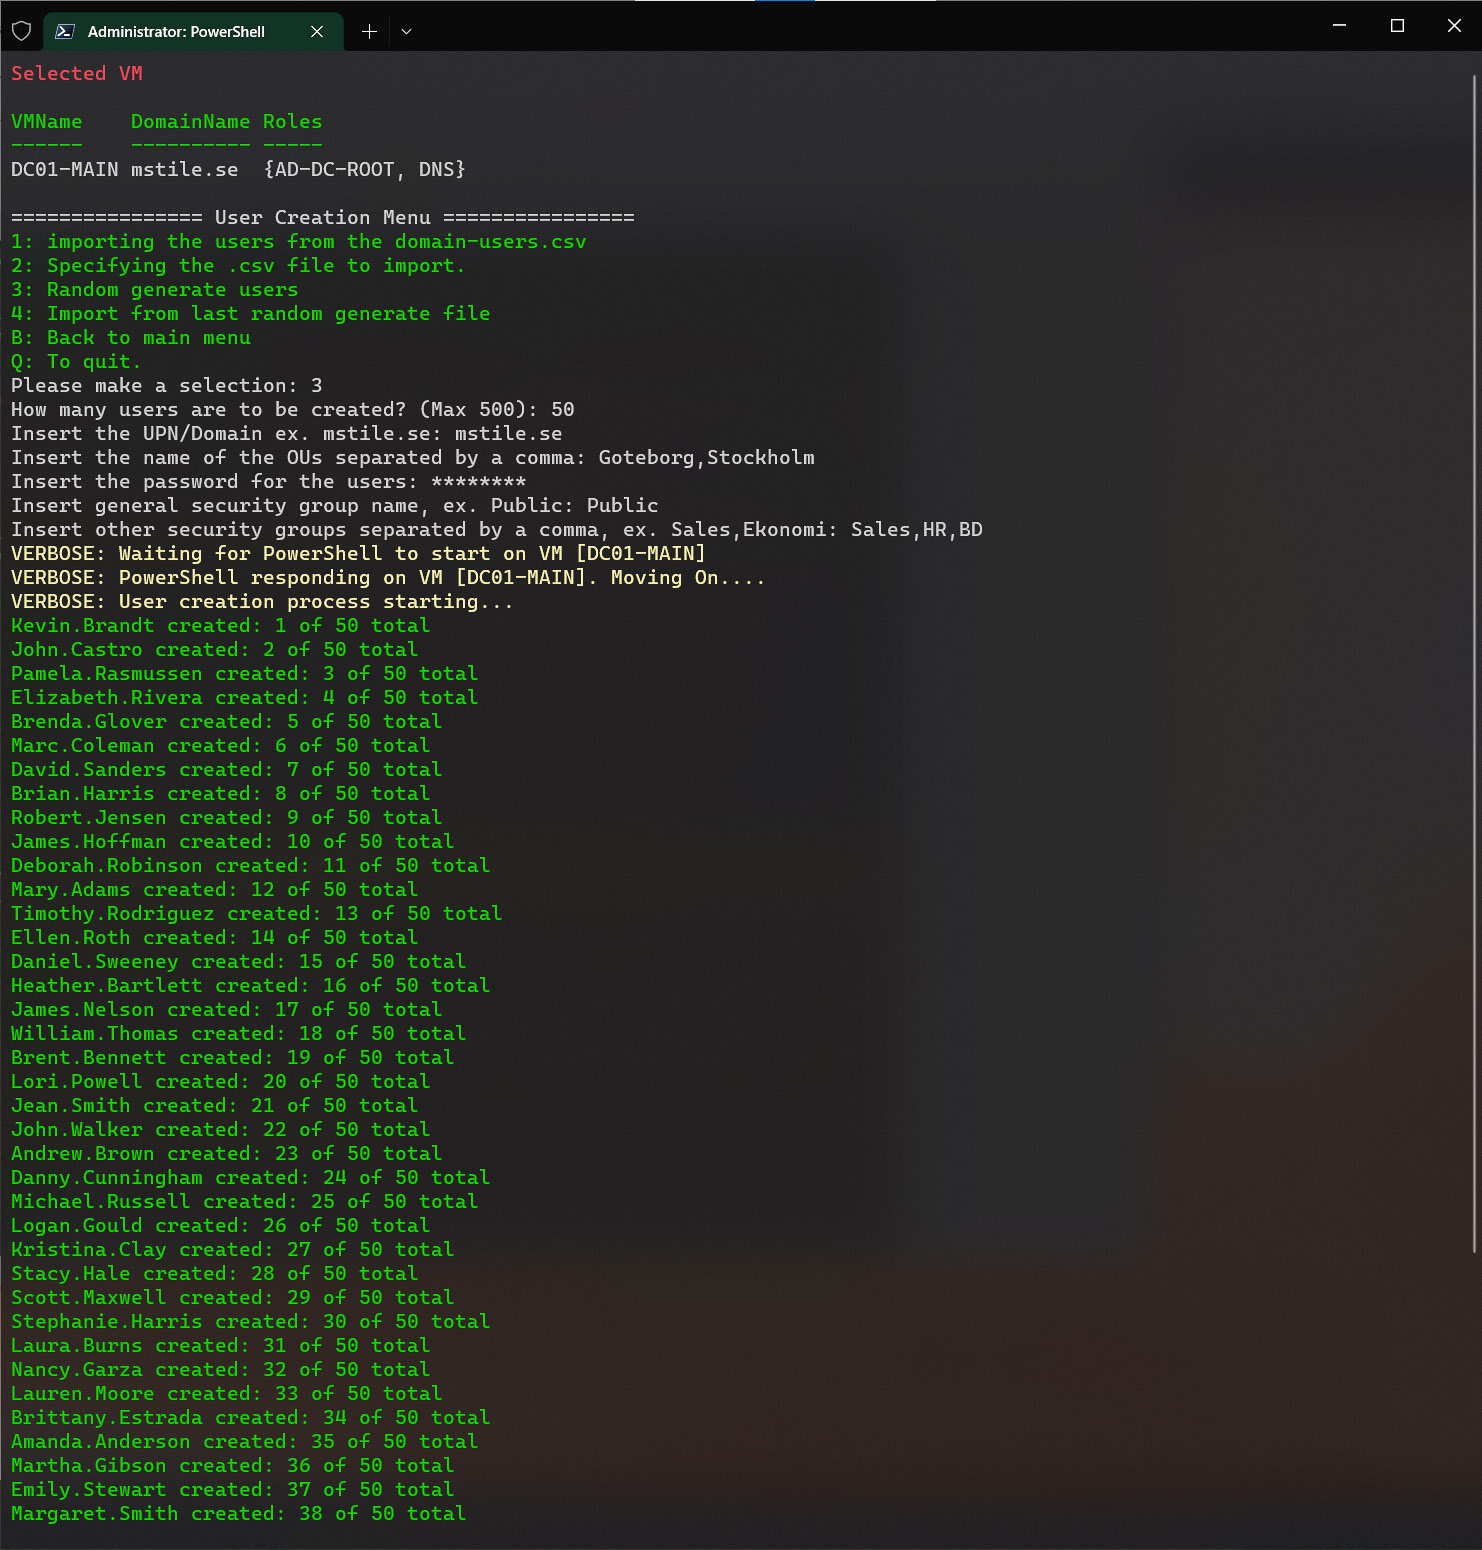 Administrator: PowerShell
Selected VM
VMName    DomainName Roles
------    ---------- -----
DC01-MAIN mstile.se  {AD-DC-ROOT, DNS}
================ User Creation Menu ================
1: importing the users from the domain-users.csv
2: Specifying the .csv file to import.
3: Random generate users
4: Import from last random generate file
B: Back to main menu
Q: To quit.
Please make a selection: 3
How many users are to be created? (Max 500): 50
Insert the UPN/Domain ex. mstile.se: mstile.se
Insert the name of the OUs separated by a comma: Goteborg,Stockholm
Insert the password for the users: ********
Insert general security group name, ex. Public: Public
Insert other security groups separated by a comma, ex. Sales,Ekonomi: Sales,HR,BD
VERBOSE: Waiting for PowerShell to start on VM [DC01-MAIN]
VERBOSE: PowerShell responding on VM [DC01-MAIN]. Moving On....
VERBOSE: User creation process starting...
Kevin.Brandt created: 1 of 50 total
John.Castro created: 2 of 50 total
Pamela.Rasmussen created: 3 of 50 total
Elizabeth.Rivera created: 4 of 50 total
Brenda.Glover created: 5 of 50 total
Marc.Coleman created: 6 of 50 total
David.Sanders created: 7 of 50 total
Brian.Harris created: 8 of 50 total
Robert.Jensen created: 9 of 50 total
James.Hoffman created: 10 of 50 total
Deborah.Robinson created: 11 of 50 total
Mary.Adams created: 12 of 50 total
Timothy.Rodriguez created: 13 of 50 total
Ellen.Roth created: 14 of 50 total
Daniel.Sweeney created: 15 of 50 total
Heather.Bartlett created: 16 of 50 total
James.Nelson created: 17 of 50 total
William.Thomas created: 18 of 50 total
Brent.Bennett created: 19 of 50 total
Lori.Powell created: 20 of 50 total
Jean.Smith created: 21 of 50 total
John.Walker created: 22 of 50 total
Andrew.Brown created: 23 of 50 total
Danny.Cunningham created: 24 of 50 total
Michael.Russell created: 25 of 50 total
Logan.Gould created: 26 of 50 total
Kristina.Clay created: 27 of 50 total
Stacy.Hale created: 28 of 50 total
Scott.Maxwell created: 29 of 50 total
Stephanie.Harris created: 30 of 50 total
Laura.Burns created: 31 of 50 total
Nancy.Garza created: 32 of 50 total
Lauren.Moore created: 33 of 50 total
Brittany.Estrada created: 34 of 50 total
Amanda.Anderson created: 35 of 50 total
Martha.Gibson created: 36 of 50 total
Emily.Stewart created: 37 of 50 total
Margaret.Smith created: 38 of 50 total